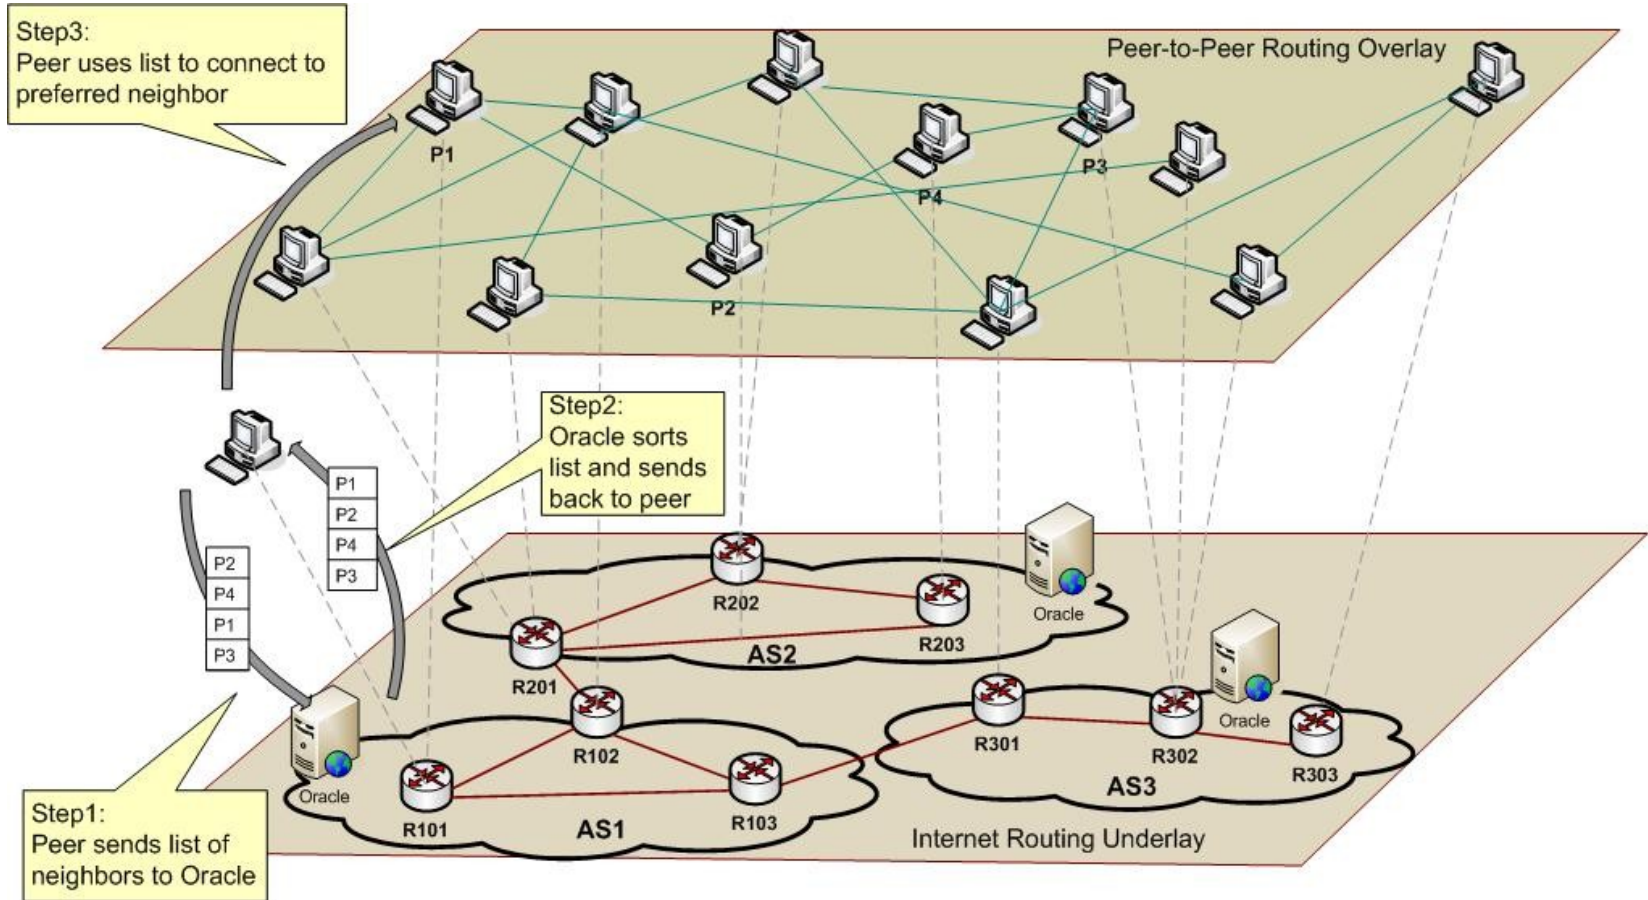 Step3:
Peer uses list to connect to
preferred neighbor
Peer-to-Peer Routing Overlay
P1
P3
P4
P2
Step2:
Oracle sorts
list and sends
back to peer
P1
P2
P4
P3
P2
P4
P1
P3
R202
R203
Oracle
AS2
R201
R102
R301
R302
Oracle
R303
AS3
Oracle
R101
AS1
R103
Internet Routing Underlay
Step1:
Peer sends list of
neighbors to Oracle